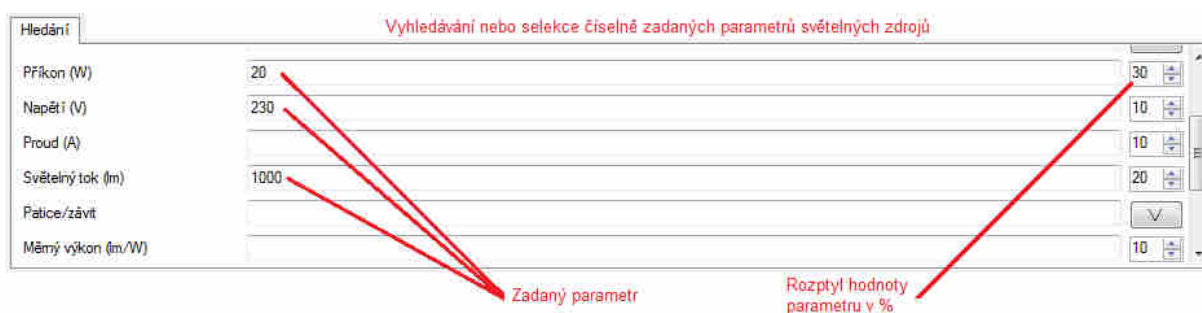 Hledání
Vyhledávání nebo selekce číselně zadaných parametrů světelných zdrojů
Příkon (W) 20 30
Napětí (V) 230 10
Proud (A) 10
Světelný tok (lm) 1000 20
Patice/závit V
Měrný výkon (lm/W) 10
Zadaný parametr
Rozptyl hodnoty
parametru v %